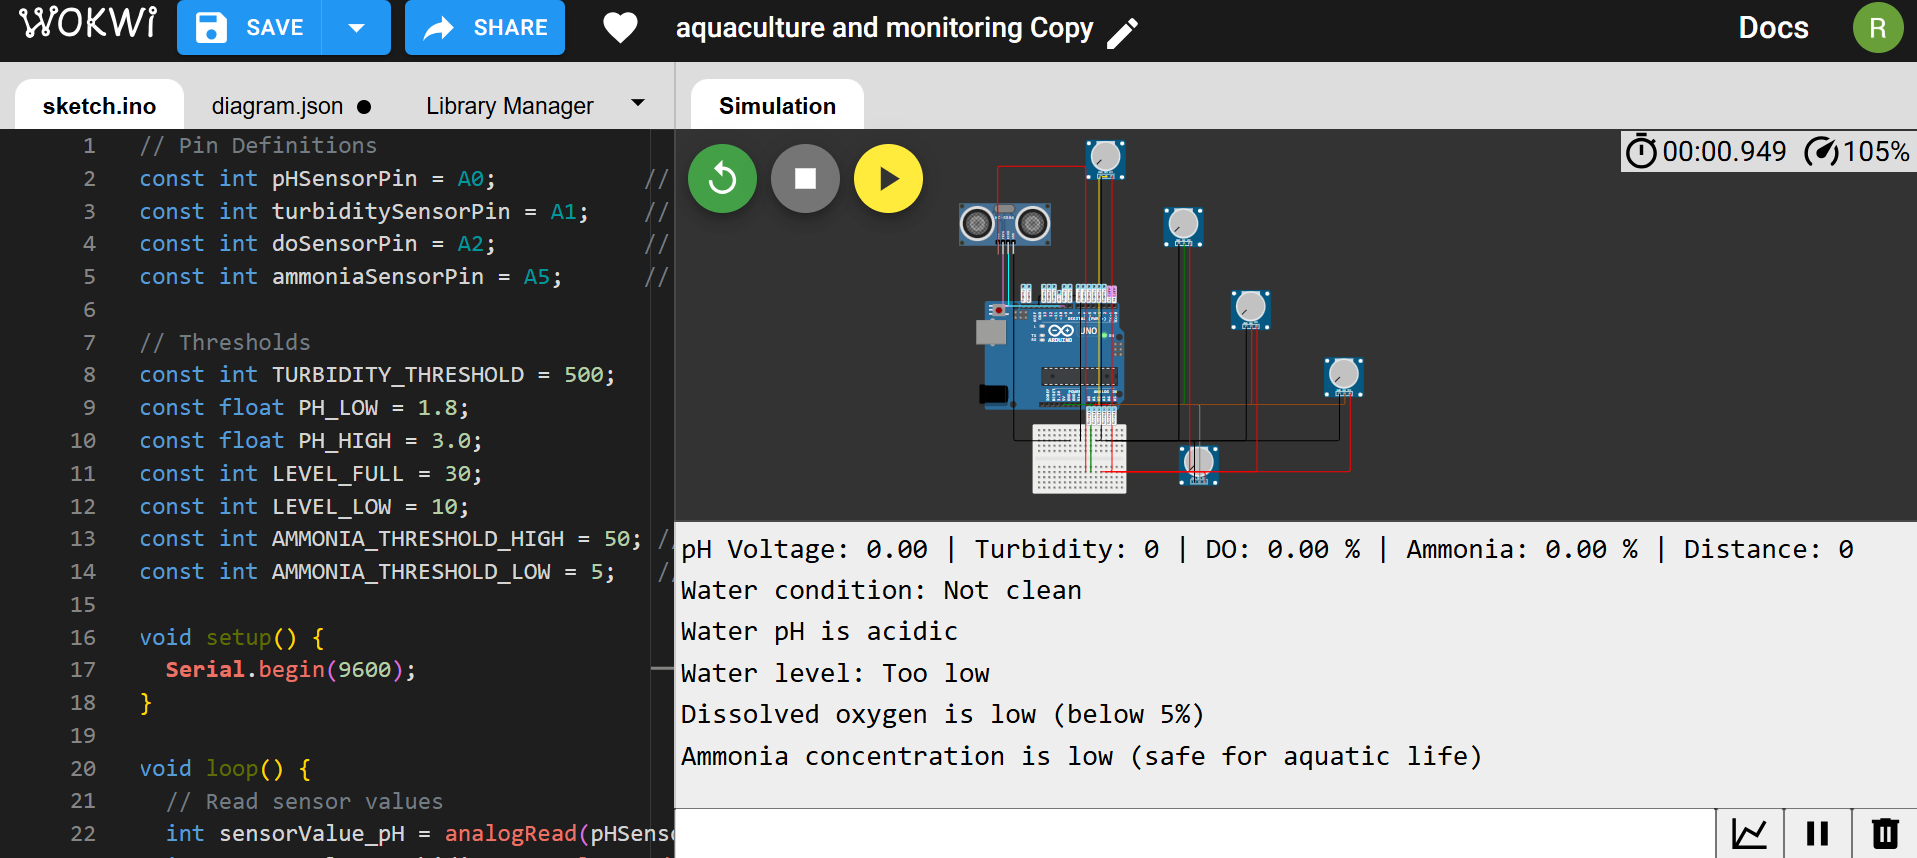 WOKWI SAVE SHARE aquaculture and monitoring Copy Docs R
sketch.ino diagram.json ● Library Manager
Simulation
00:00.949 105%
1 // Pin Definitions
2 const int pHSensorPin = A0; //
3 const int turbiditySensorPin = A1; //
4 const int doSensorPin = A2; //
5 const int ammoniaSensorPin = A5; //
6
7 // Thresholds
8 const int TURBIDITY_THRESHOLD = 500;
9 const float PH_LOW = 1.8;
10 const float PH_HIGH = 3.0;
11 const int LEVEL_FULL = 30;
12 const int LEVEL_LOW = 10;
13 const int AMMONIA_THRESHOLD_HIGH = 50; //
14 const int AMMONIA_THRESHOLD_LOW = 5; //
15
16 void setup() {
17 Serial.begin(9600);
18 }
19
20 void loop() {
21 // Read sensor values
22 int sensorValue_pH = analogRead(pHSens
UNO
ARDUINO
pH Voltage: 0.00 | Turbidity: 0 | DO: 0.00 % | Ammonia: 0.00 % | Distance: 0
Water condition: Not clean
Water pH is acidic
Water level: Too low
Dissolved oxygen is low (below 5%)
Ammonia concentration is low (safe for aquatic life)